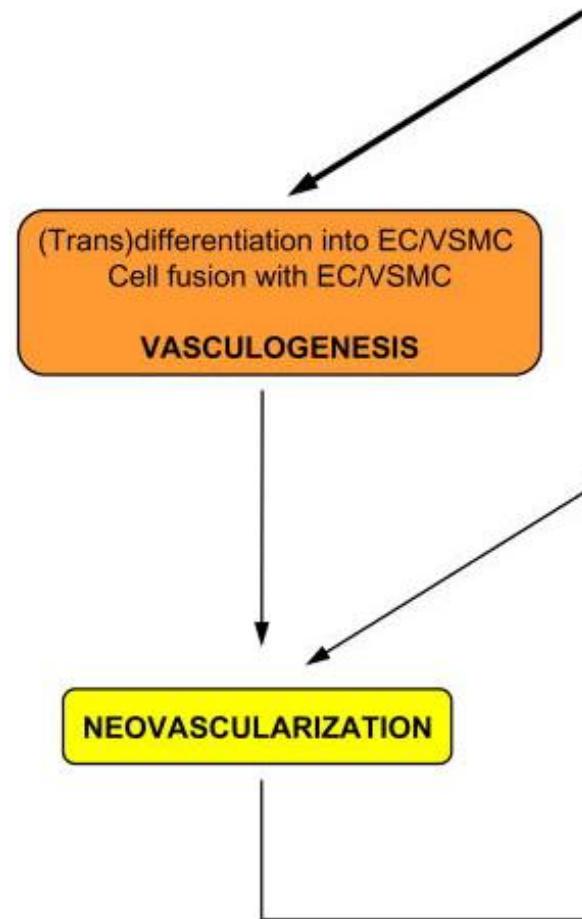 (Trans)differentiation into EC/VSMC
Cell fusion with EC/VSMC
VASCULOGENESIS
NEOVASCULARIZATION